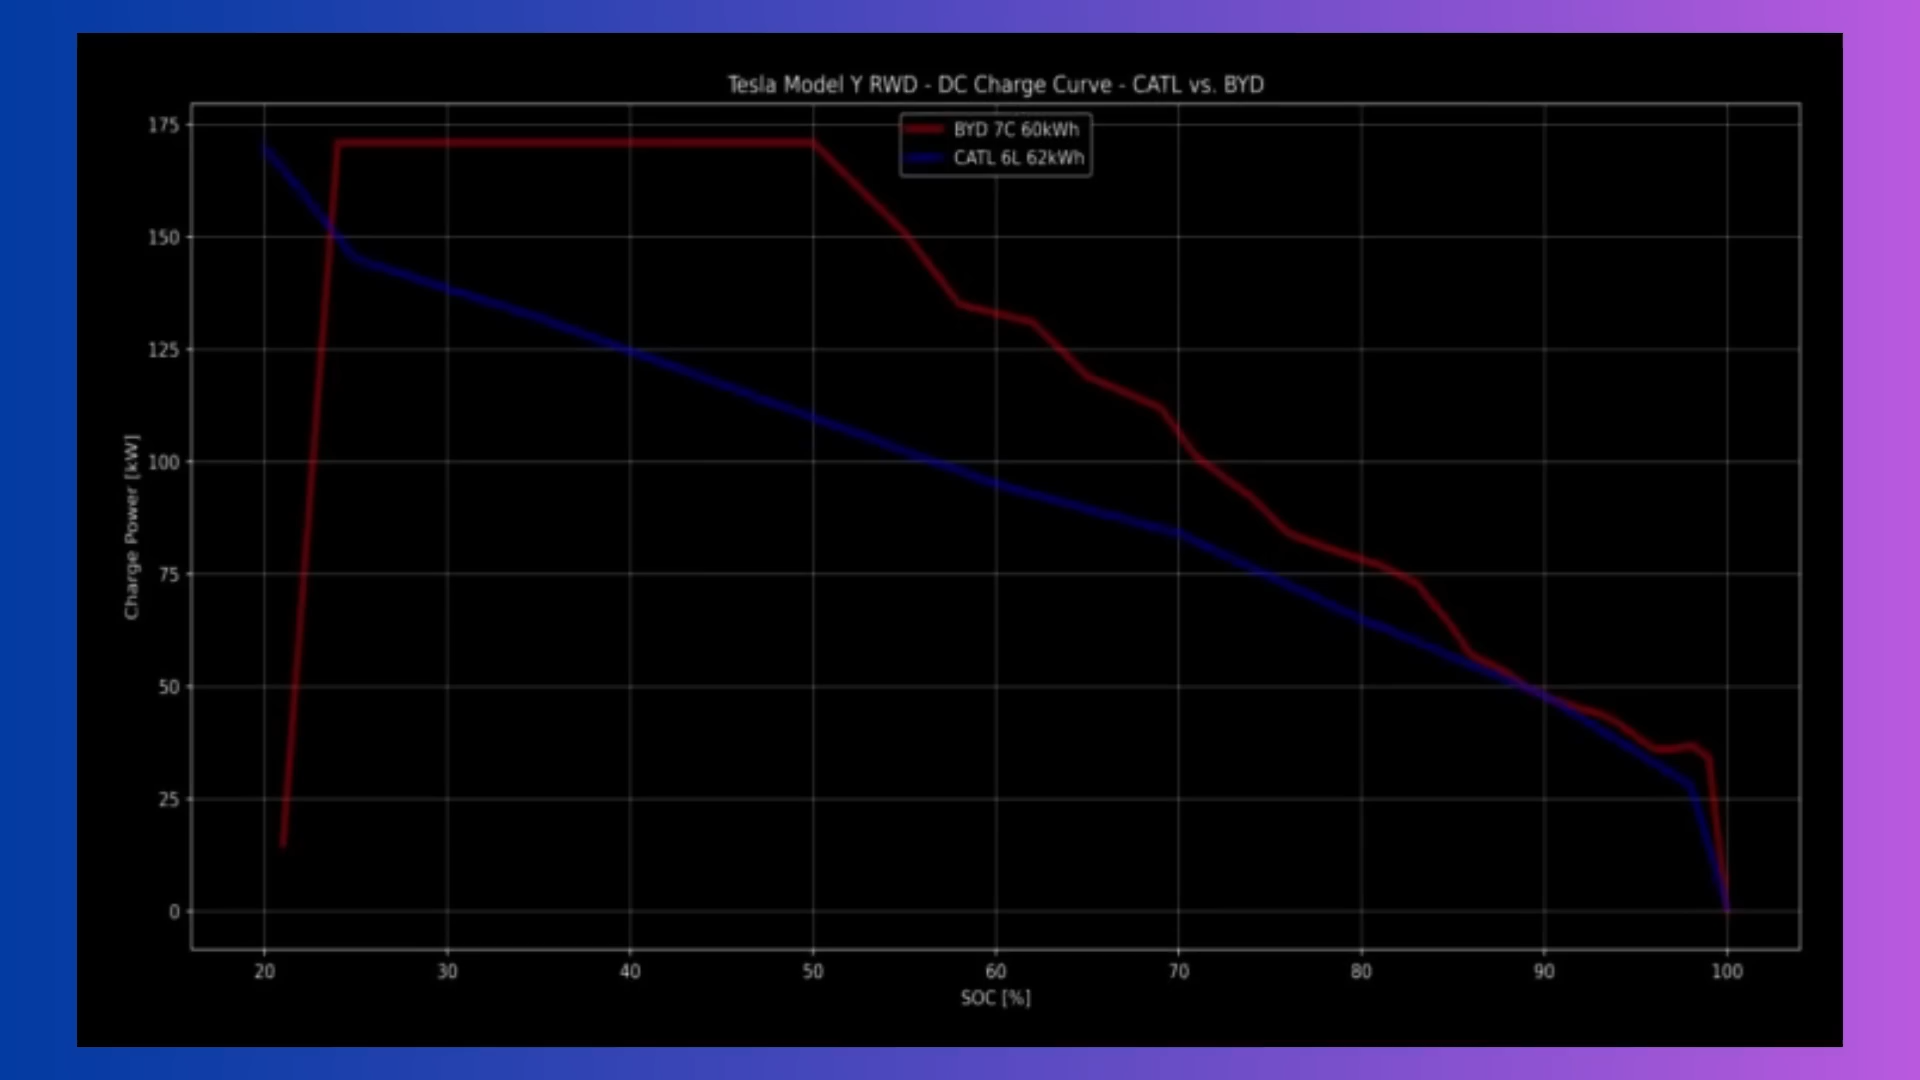 Tesla Model Y RWD - DC Charge Curve - CATL vs. BYD
BYD 7C 60kWh
CATL 6L 62kWh
175
150
125
100
75
50
25
0
Charge Power [kW]
20 30 40 50 60 70 80 90 100
SOC [%]